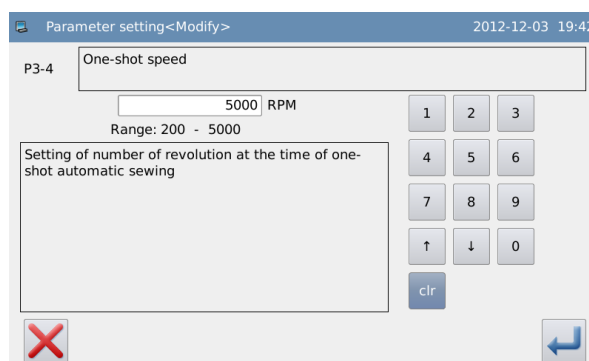 Parameter setting<Modify>
2012-12-03 19:42
P3-4
One-shot speed
5000 RPM
Range: 200 - 5000
Setting of number of revolution at the time of one-
shot automatic sewing
1 2 3
4 5 6
7 8 9
↑ ↓ 0
clr